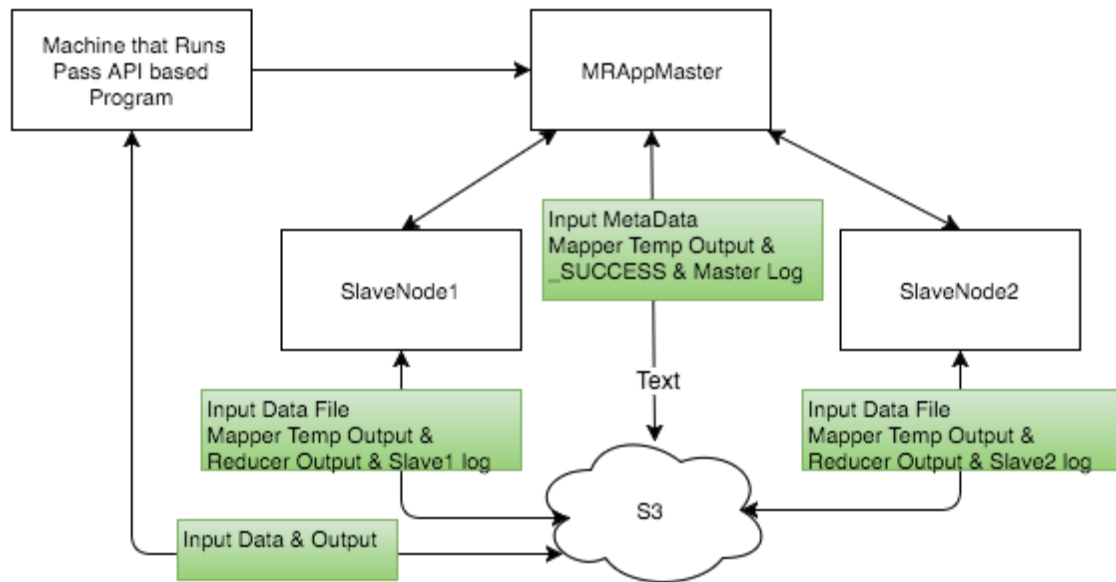 Machine that Runs
Pass API based
Program
MRAppMaster
Input MetaData
Mapper Temp Output &
_SUCCESS & Master Log
SlaveNode1
SlaveNode2
Text
Input Data File
Mapper Temp Output &
Reducer Output & Slave1 log
Input Data File
Mapper Temp Output &
Reducer Output & Slave2 log
S3
Input Data & Output